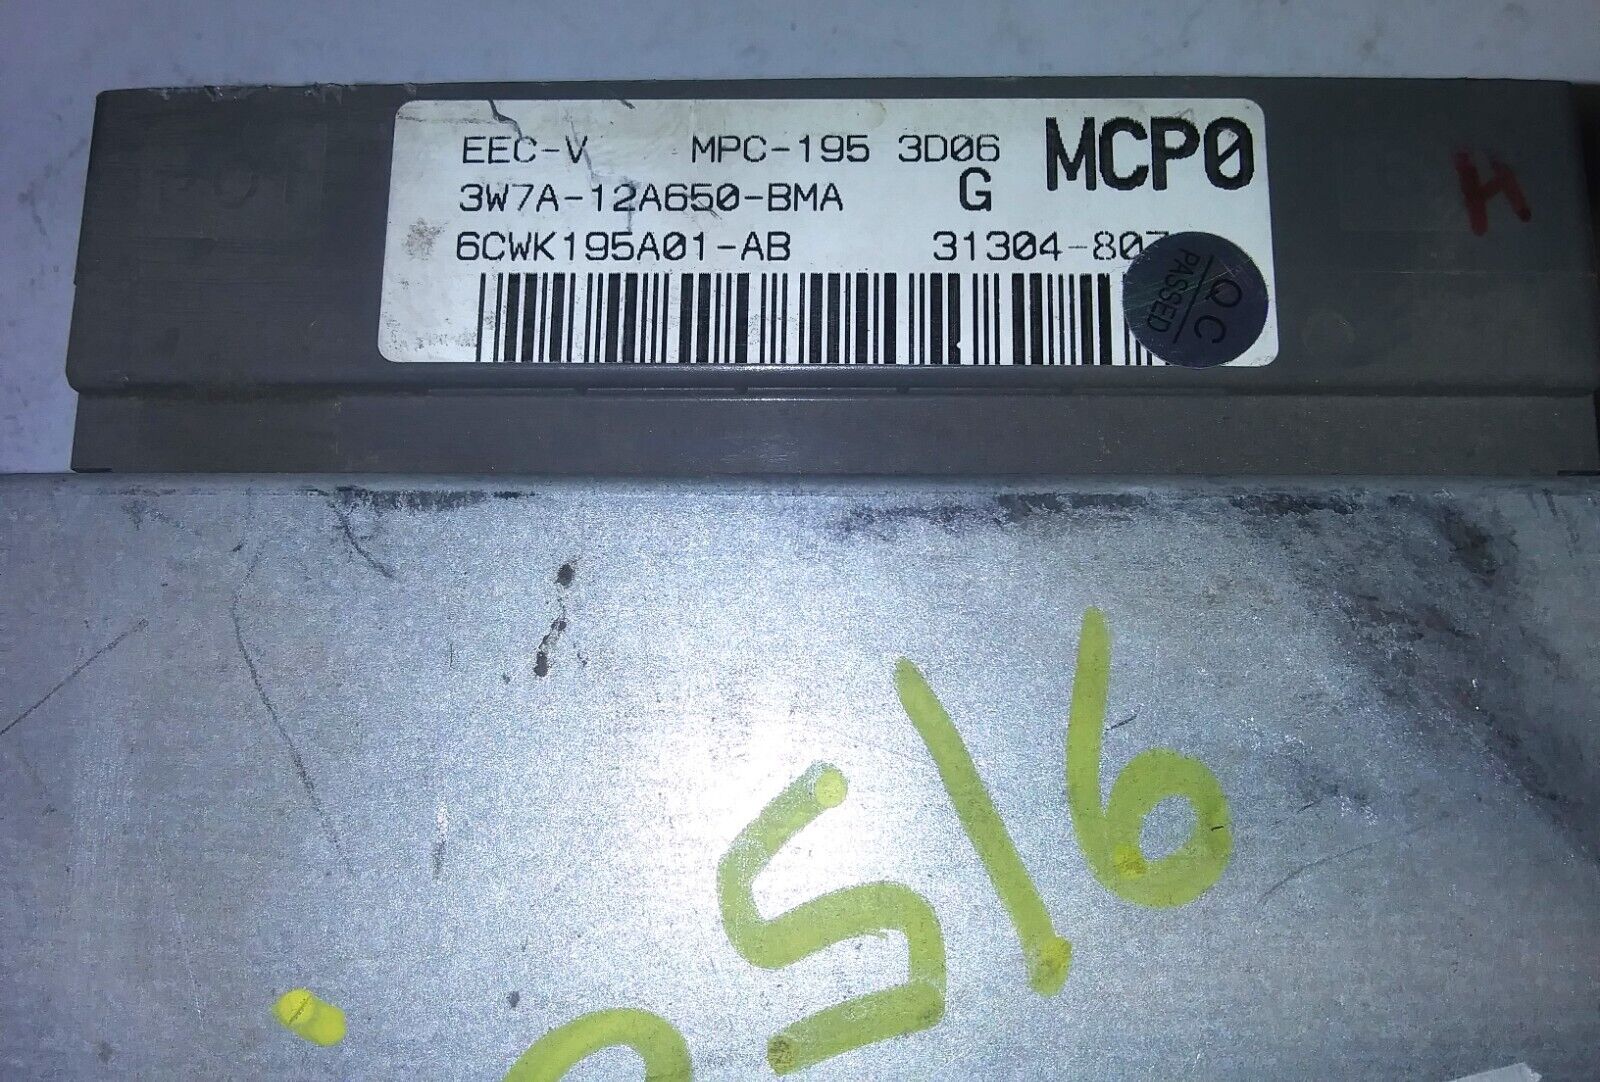 EEC-V MPC-195 3D06 MCP0
3W7A-12A650-BMA G
6CWK195A01-AB 31304-807
QC
PASSED
H
516